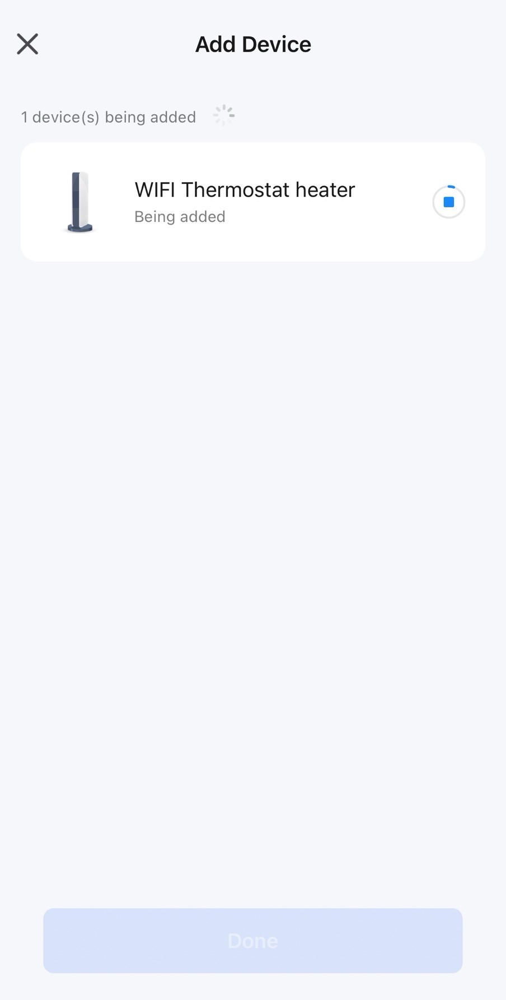 Add Device
1 device(s) being added
WIFI Thermostat heater
Being added
Done